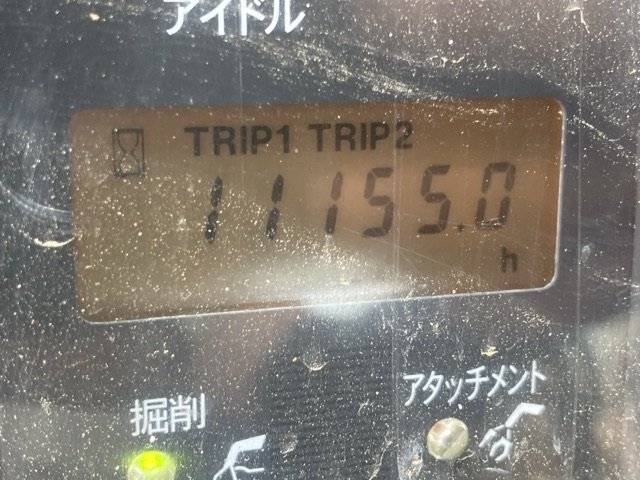 アイドル
TRIP1 TRIP2
11155.0
h
アタッチメント
掘削